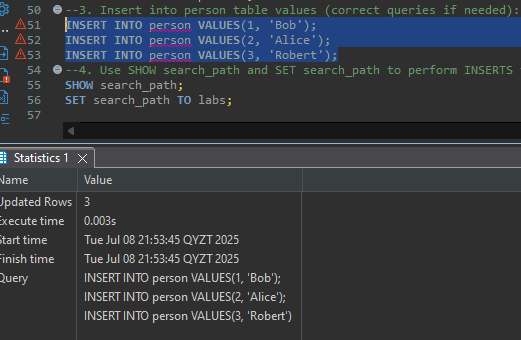 50 --3. Insert into person table values (correct queries if needed):
51 INSERT INTO person VALUES(1, 'Bob');
52 INSERT INTO person VALUES(2, 'Alice');
53 INSERT INTO person VALUES(3, 'Robert');
54 --4. Use SHOW search_path and SET search_path to perform INSERTS
55 SHOW search_path;
56 SET search_path TO labs;
57
Statistics 1
Name Value
Updated Rows 3
Execute time 0.003s
Start time Tue Jul 08 21:53:45 QYZT 2025
Finish time Tue Jul 08 21:53:45 QYZT 2025
Query INSERT INTO person VALUES(1, 'Bob');
INSERT INTO person VALUES(2, 'Alice');
INSERT INTO person VALUES(3, 'Robert')